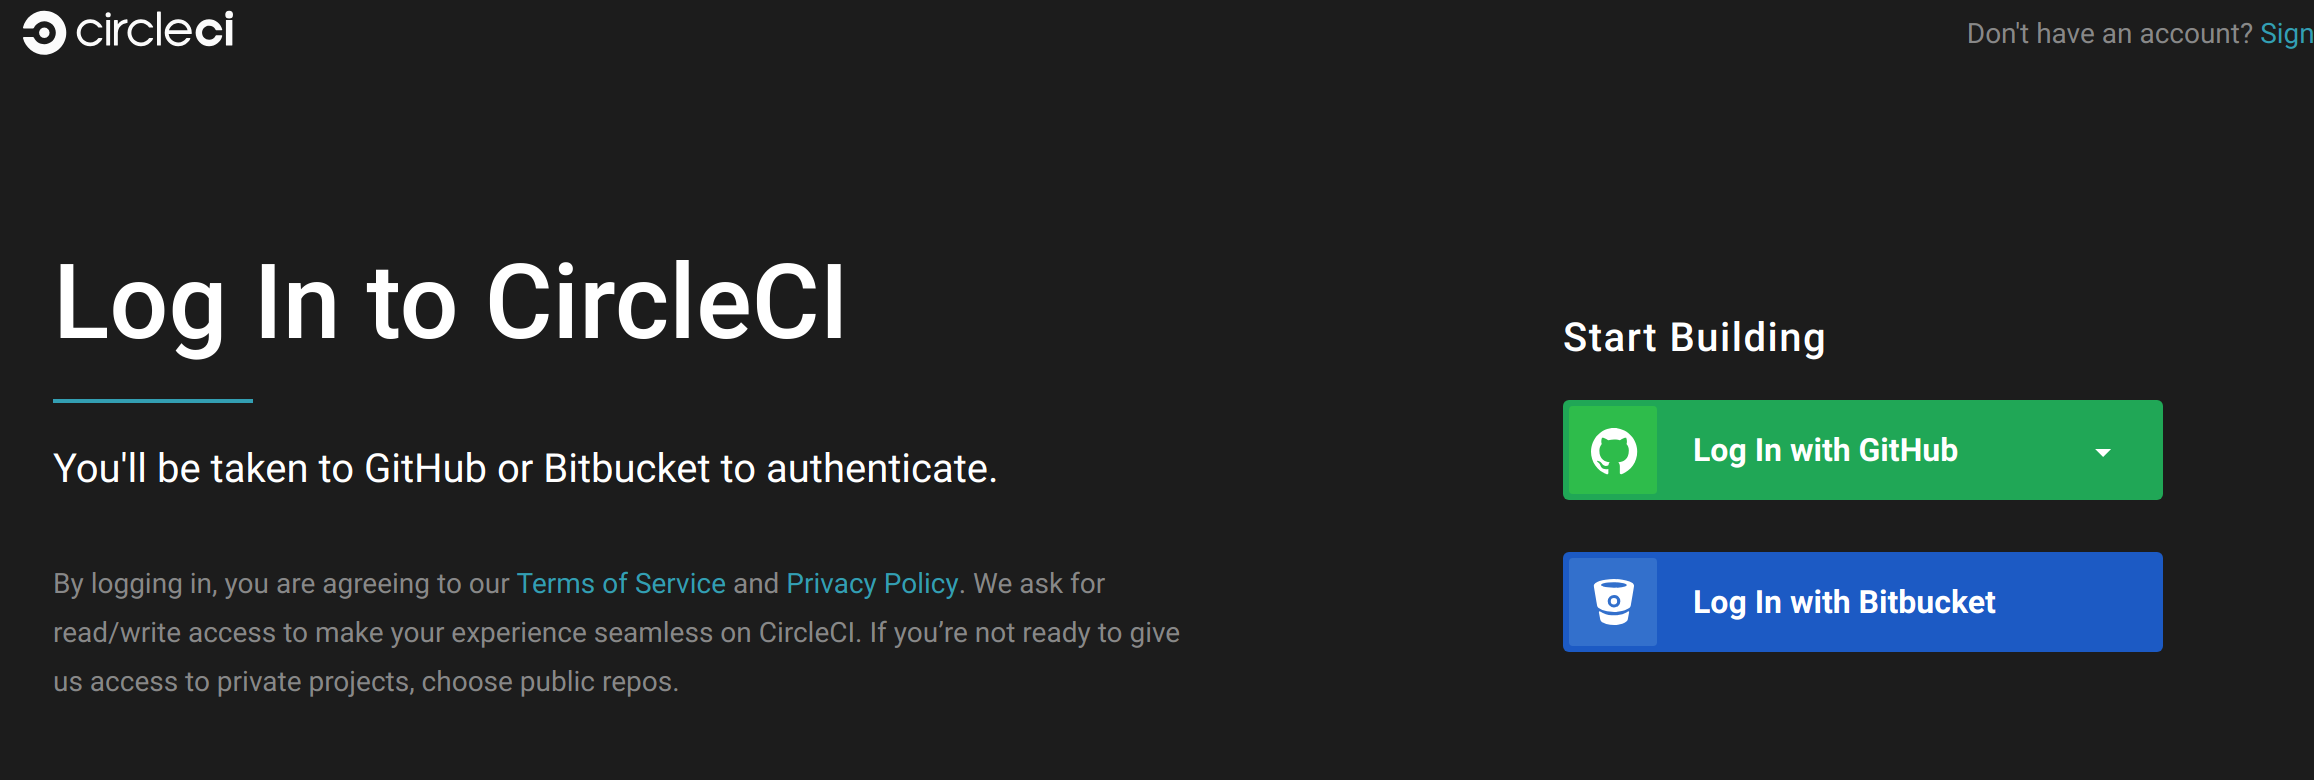 circleci
Don't have an account? Sign
Log In to CircleCI
You'll be taken to GitHub or Bitbucket to authenticate.
By logging in, you are agreeing to our Terms of Service and Privacy Policy. We ask for
read/write access to make your experience seamless on CircleCI. If you’re not ready to give
us access to private projects, choose public repos.
Start Building
Log In with GitHub
Log In with Bitbucket